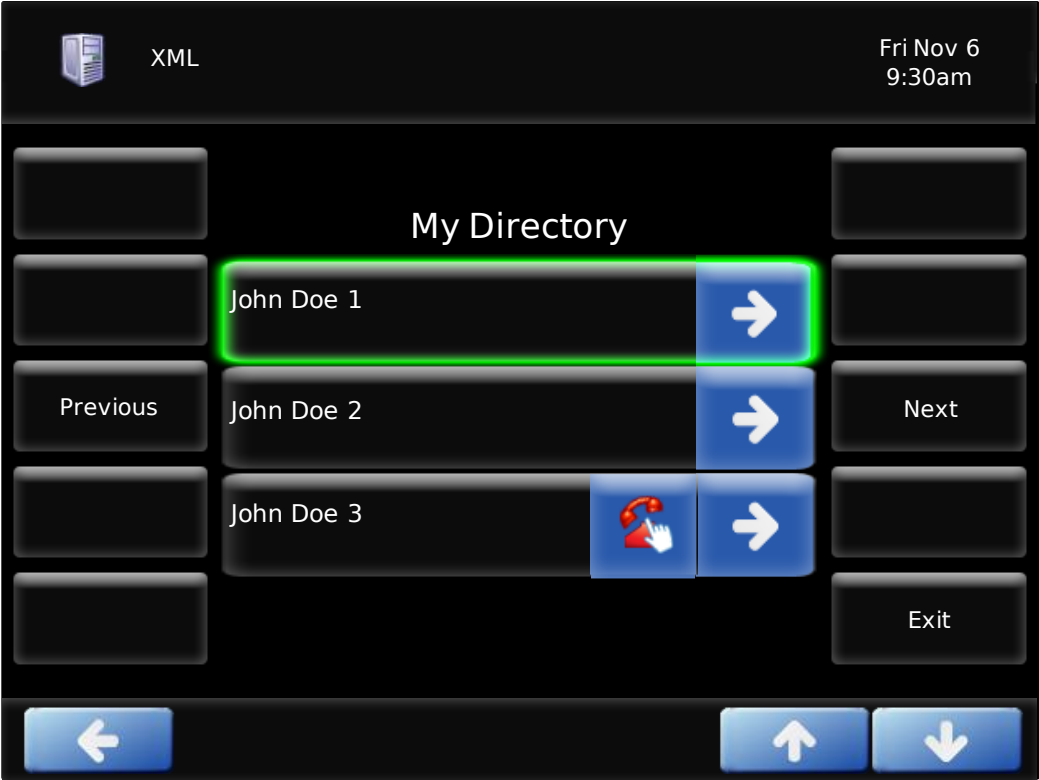 XML
Fri Nov 6
9:30am
My Directory
John Doe 1
John Doe 2
Previous
Next
John Doe 3
Exit